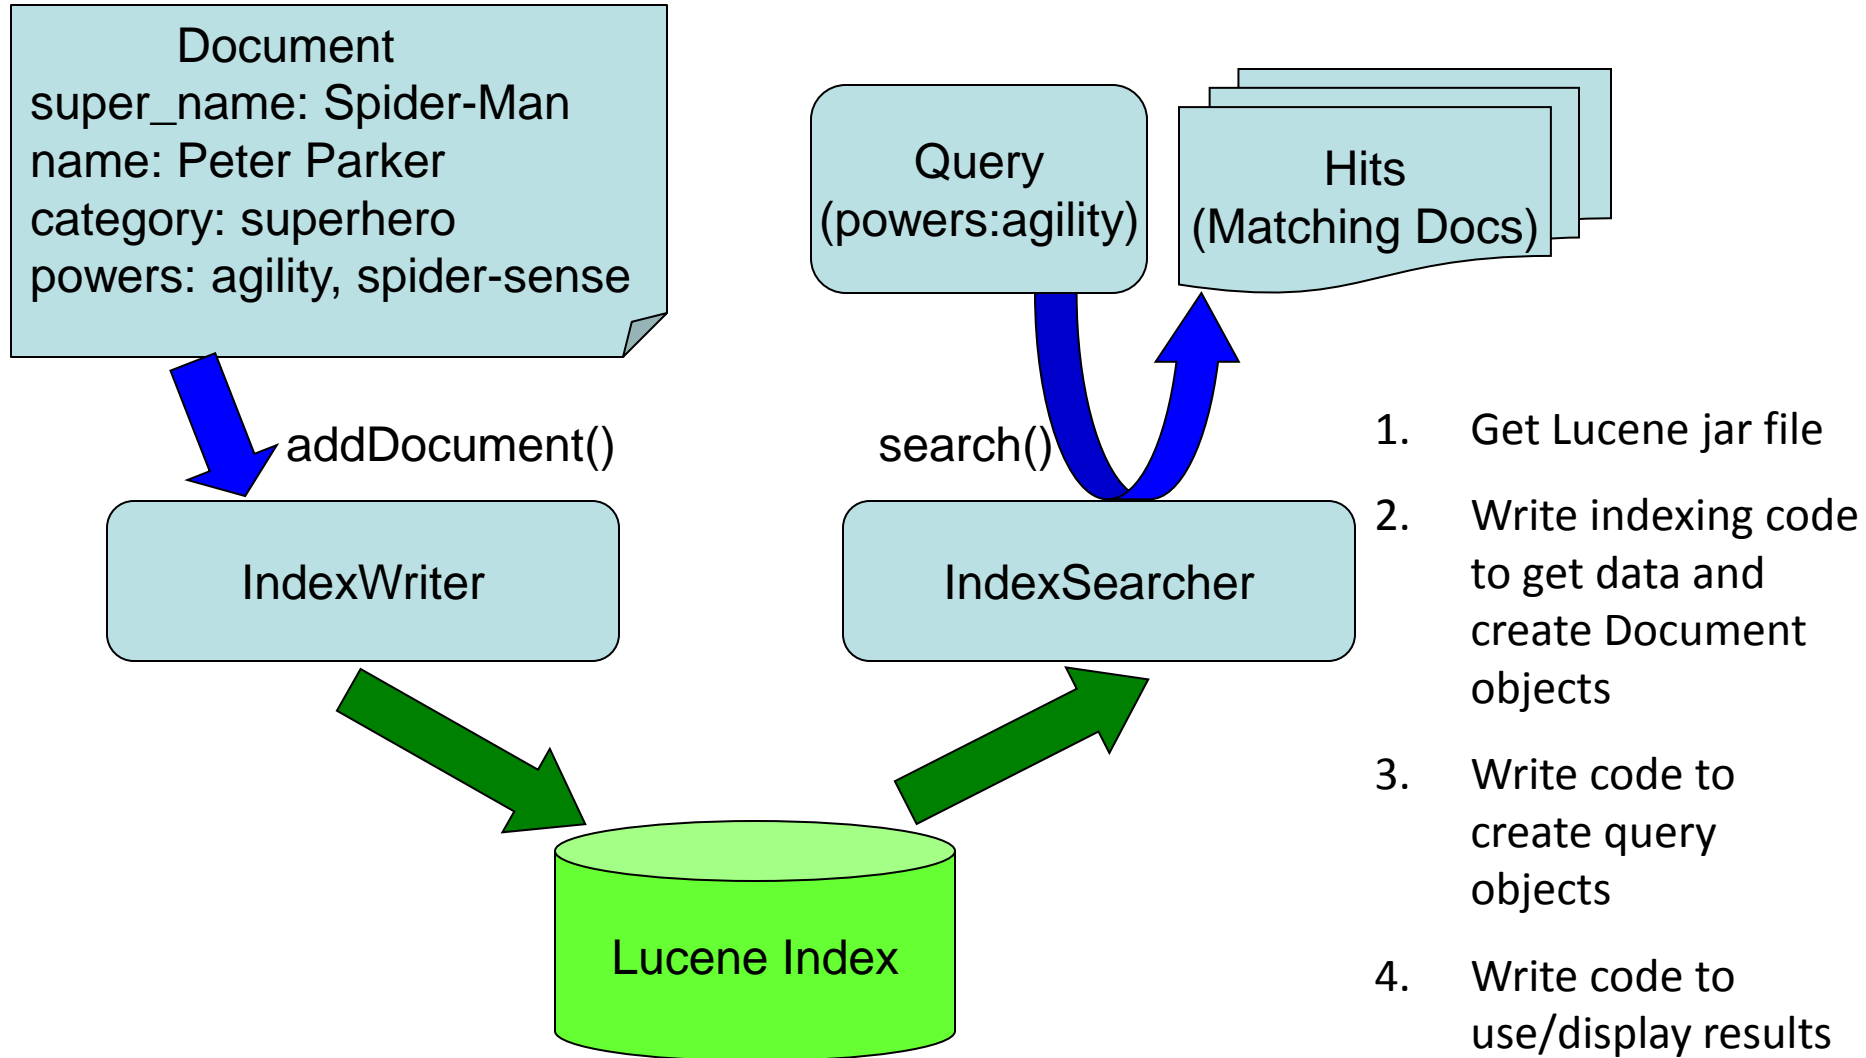 Document
super_name: Spider-Man
name: Peter Parker
category: superhero
powers: agility, spider-sense
Query
(powers:agility)
Hits
(Matching Docs)
addDocument()
search()
IndexWriter
IndexSearcher
Lucene Index
1. Get Lucene jar file
2. Write indexing code
to get data and
create Document
objects
3. Write code to
create query
objects
4. Write code to
use/display results